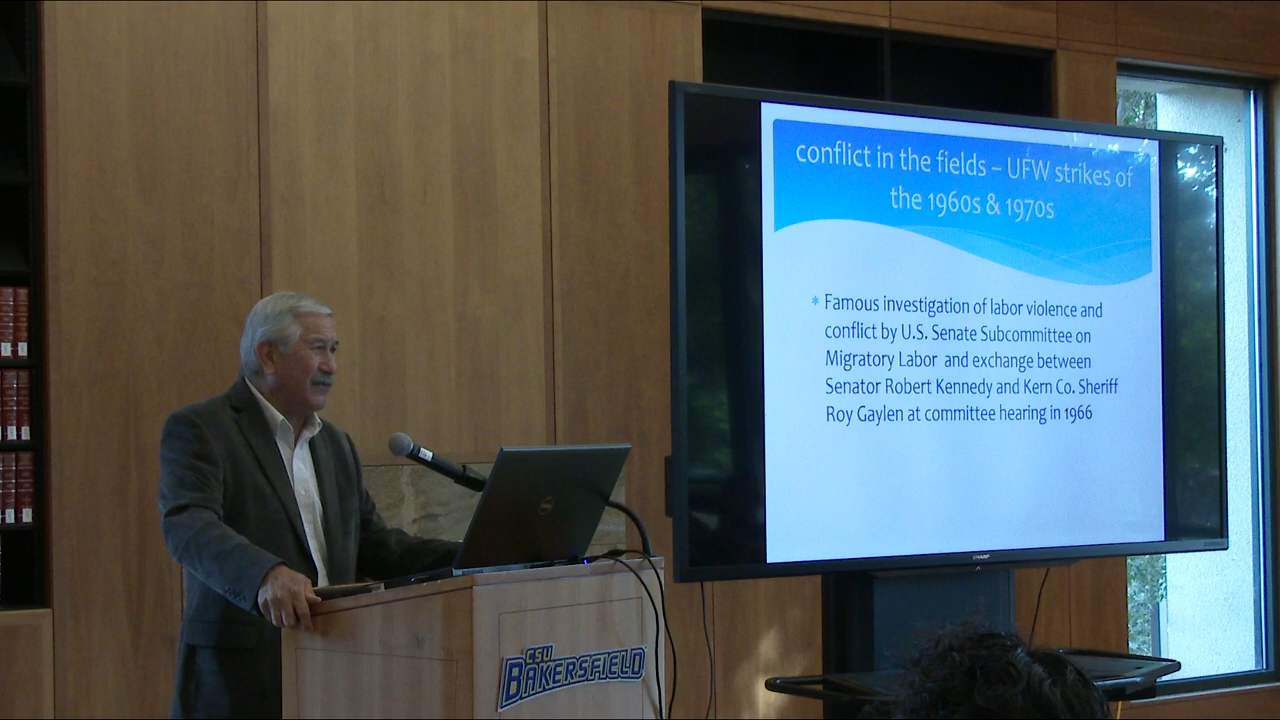 conflict in the fields – UFW strikes of
the 1960s & 1970s
* Famous investigation of labor violence and
conflict by U.S. Senate Subcommittee on
Migratory Labor and exchange between
Senator Robert Kennedy and Kern Co. Sheriff
Roy Gaylen at committee hearing in 1966
SHARP
CSU
BAKERSFIELD